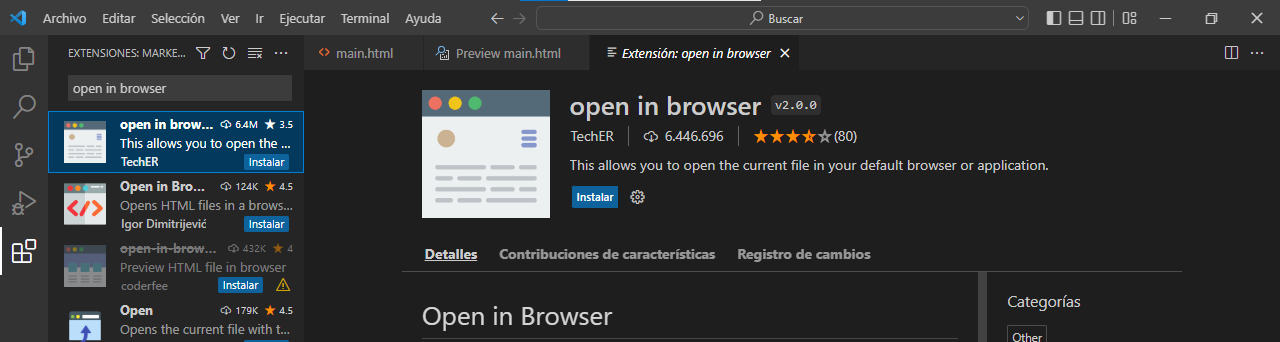 Archivo Editar Selección Ver Ir Ejecutar Terminal Ayuda
Buscar
EXTENSIONES: MARKE...
open in browser
open in brow... 6.4M 3.5
This allows you to open the ...
TechER Instalar
Open in Bro... 124K 4.5
Opens HTML files in a brows...
Igor Dimitrijević Instalar
open-in-brow... 432K 4
Preview HTML file in browser
coderfee Instalar
Open 179K 4.5
Opens the current file with t...
main.html
Preview main.html
Extensión: open in browser
open in browser v2.0.0
TechER 6.446.696 (80)
This allows you to open the current file in your default browser or application.
Instalar
Detalles Contribuciones de características Registro de cambios
Open in Browser
Categorías
Other